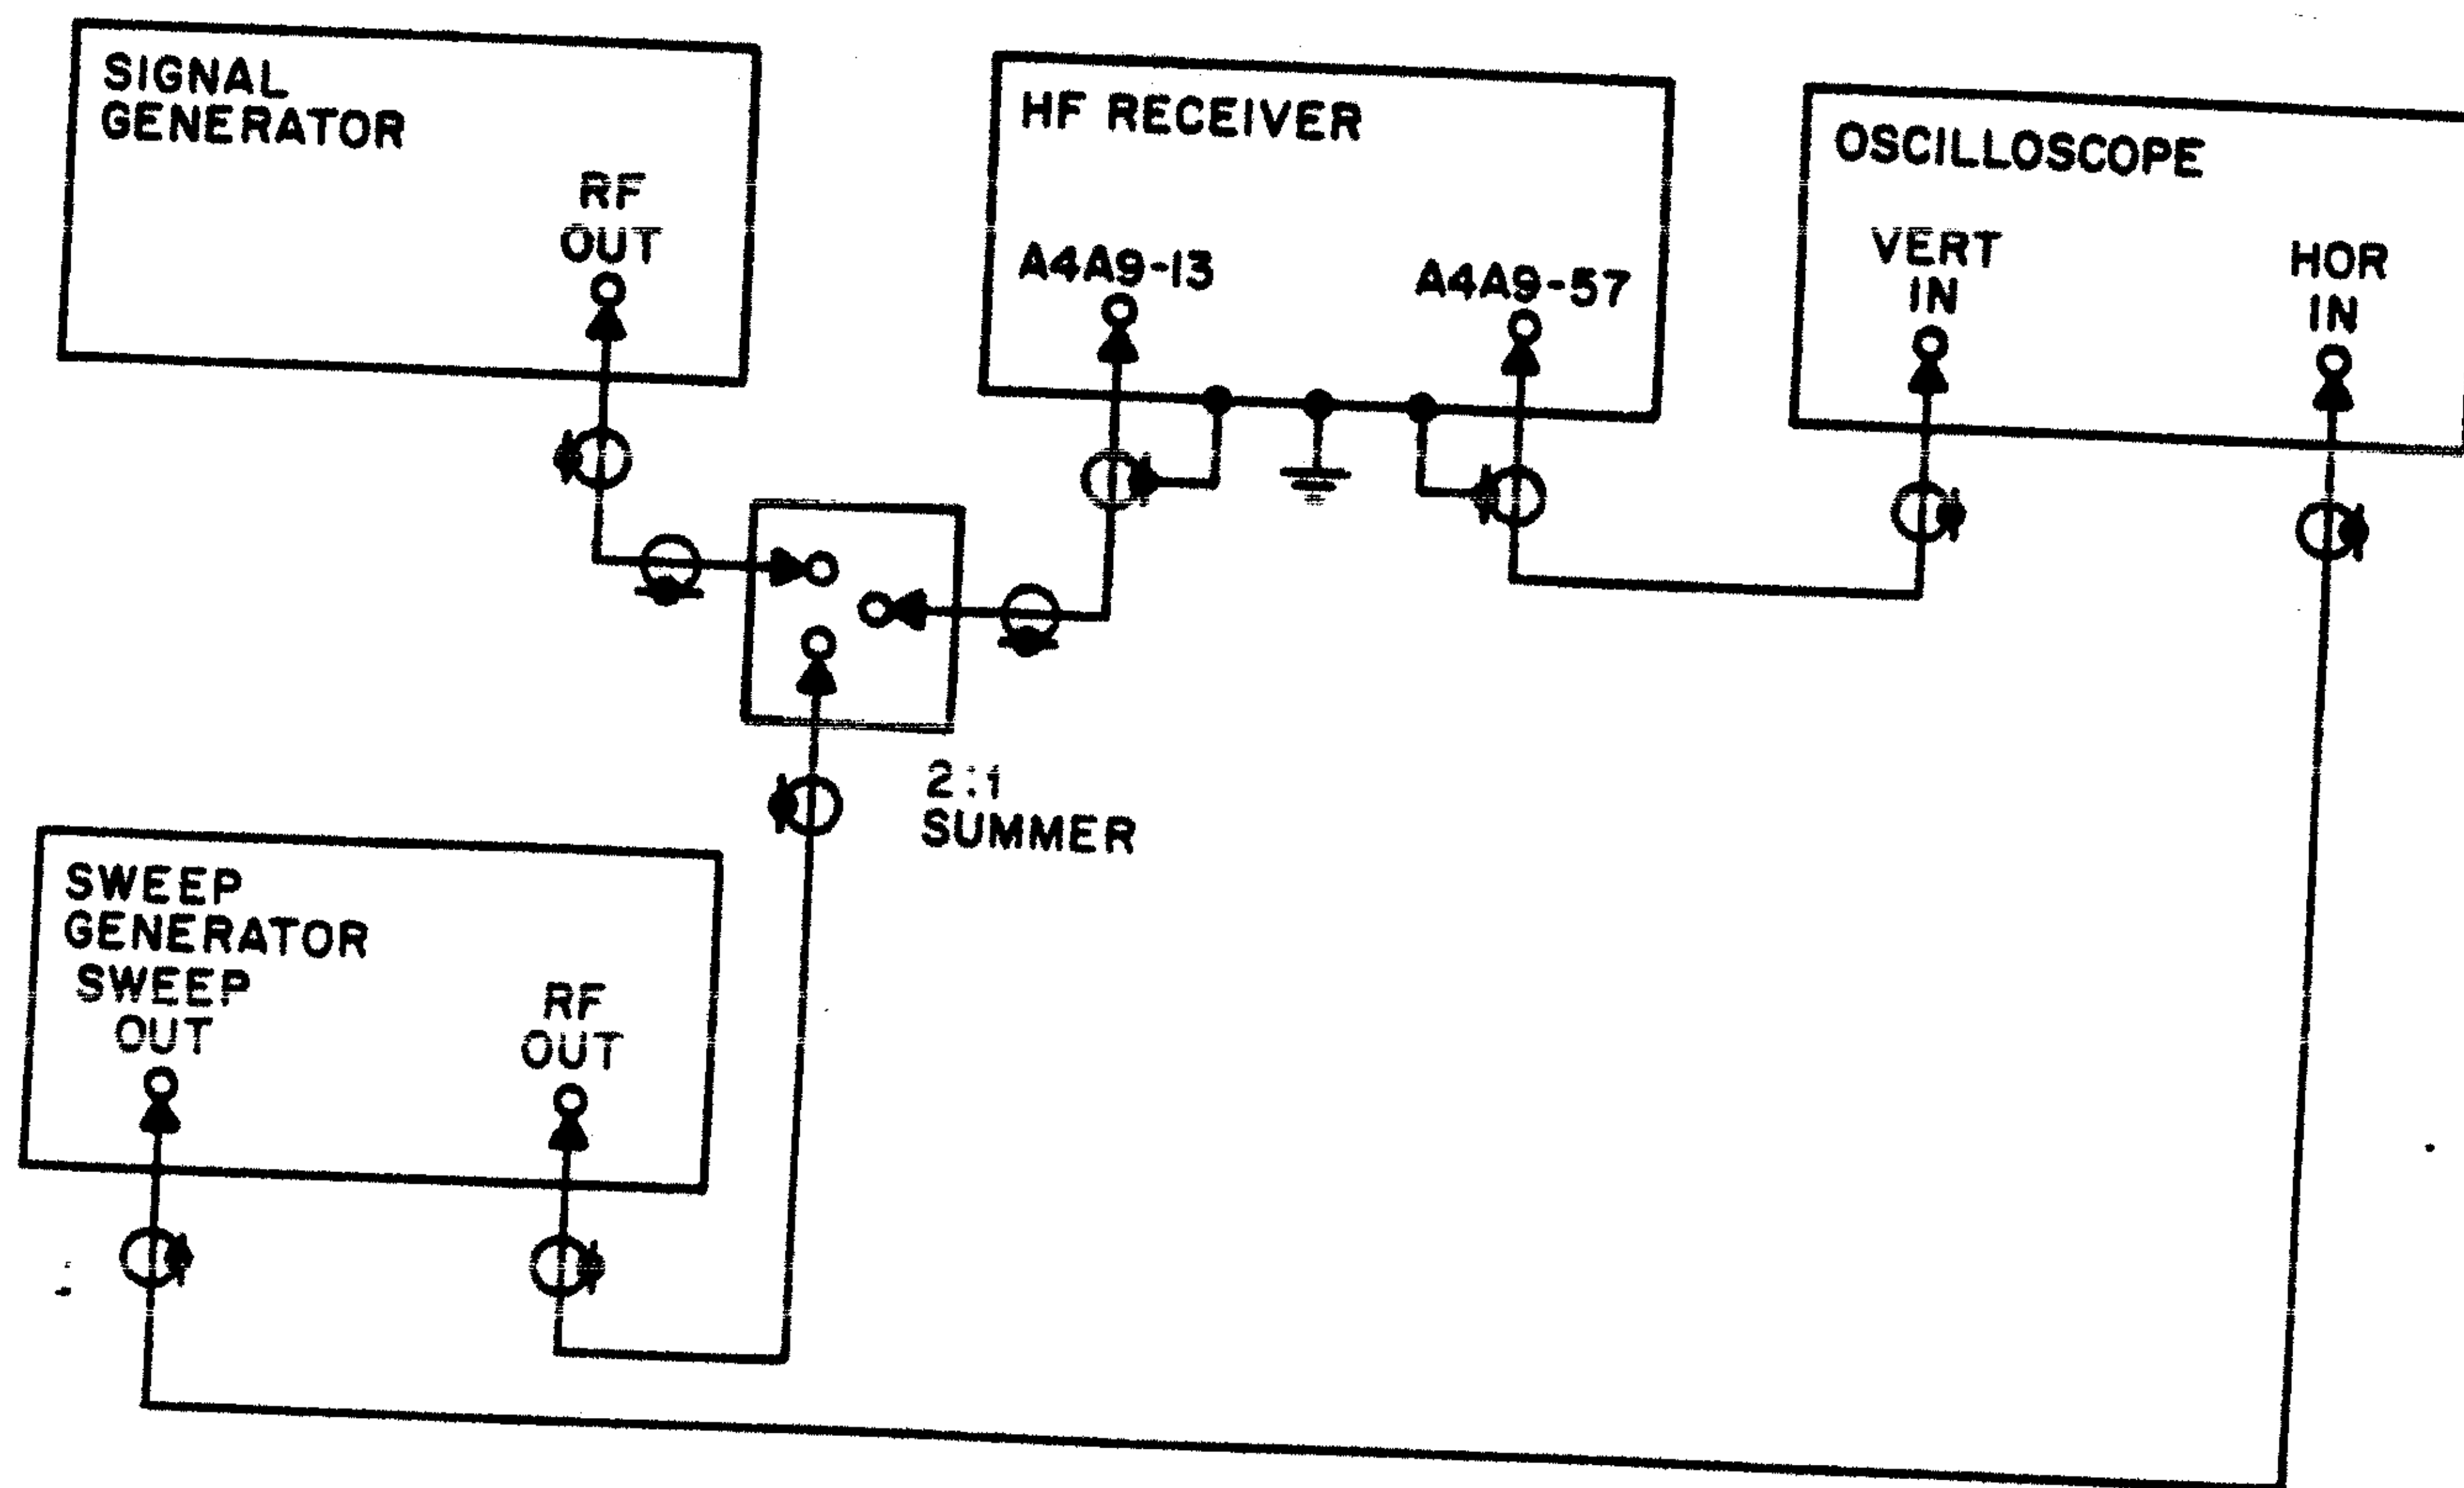 SIGNAL
GENERATOR
RF
OUT
HF RECEIVER
A4A9-13
A4A9-57
OSCILLOSCOPE
VERT
IN
HOR
IN
2:1
SUMMER
SWEEP
GENERATOR
SWEEP
OUT
RF
OUT